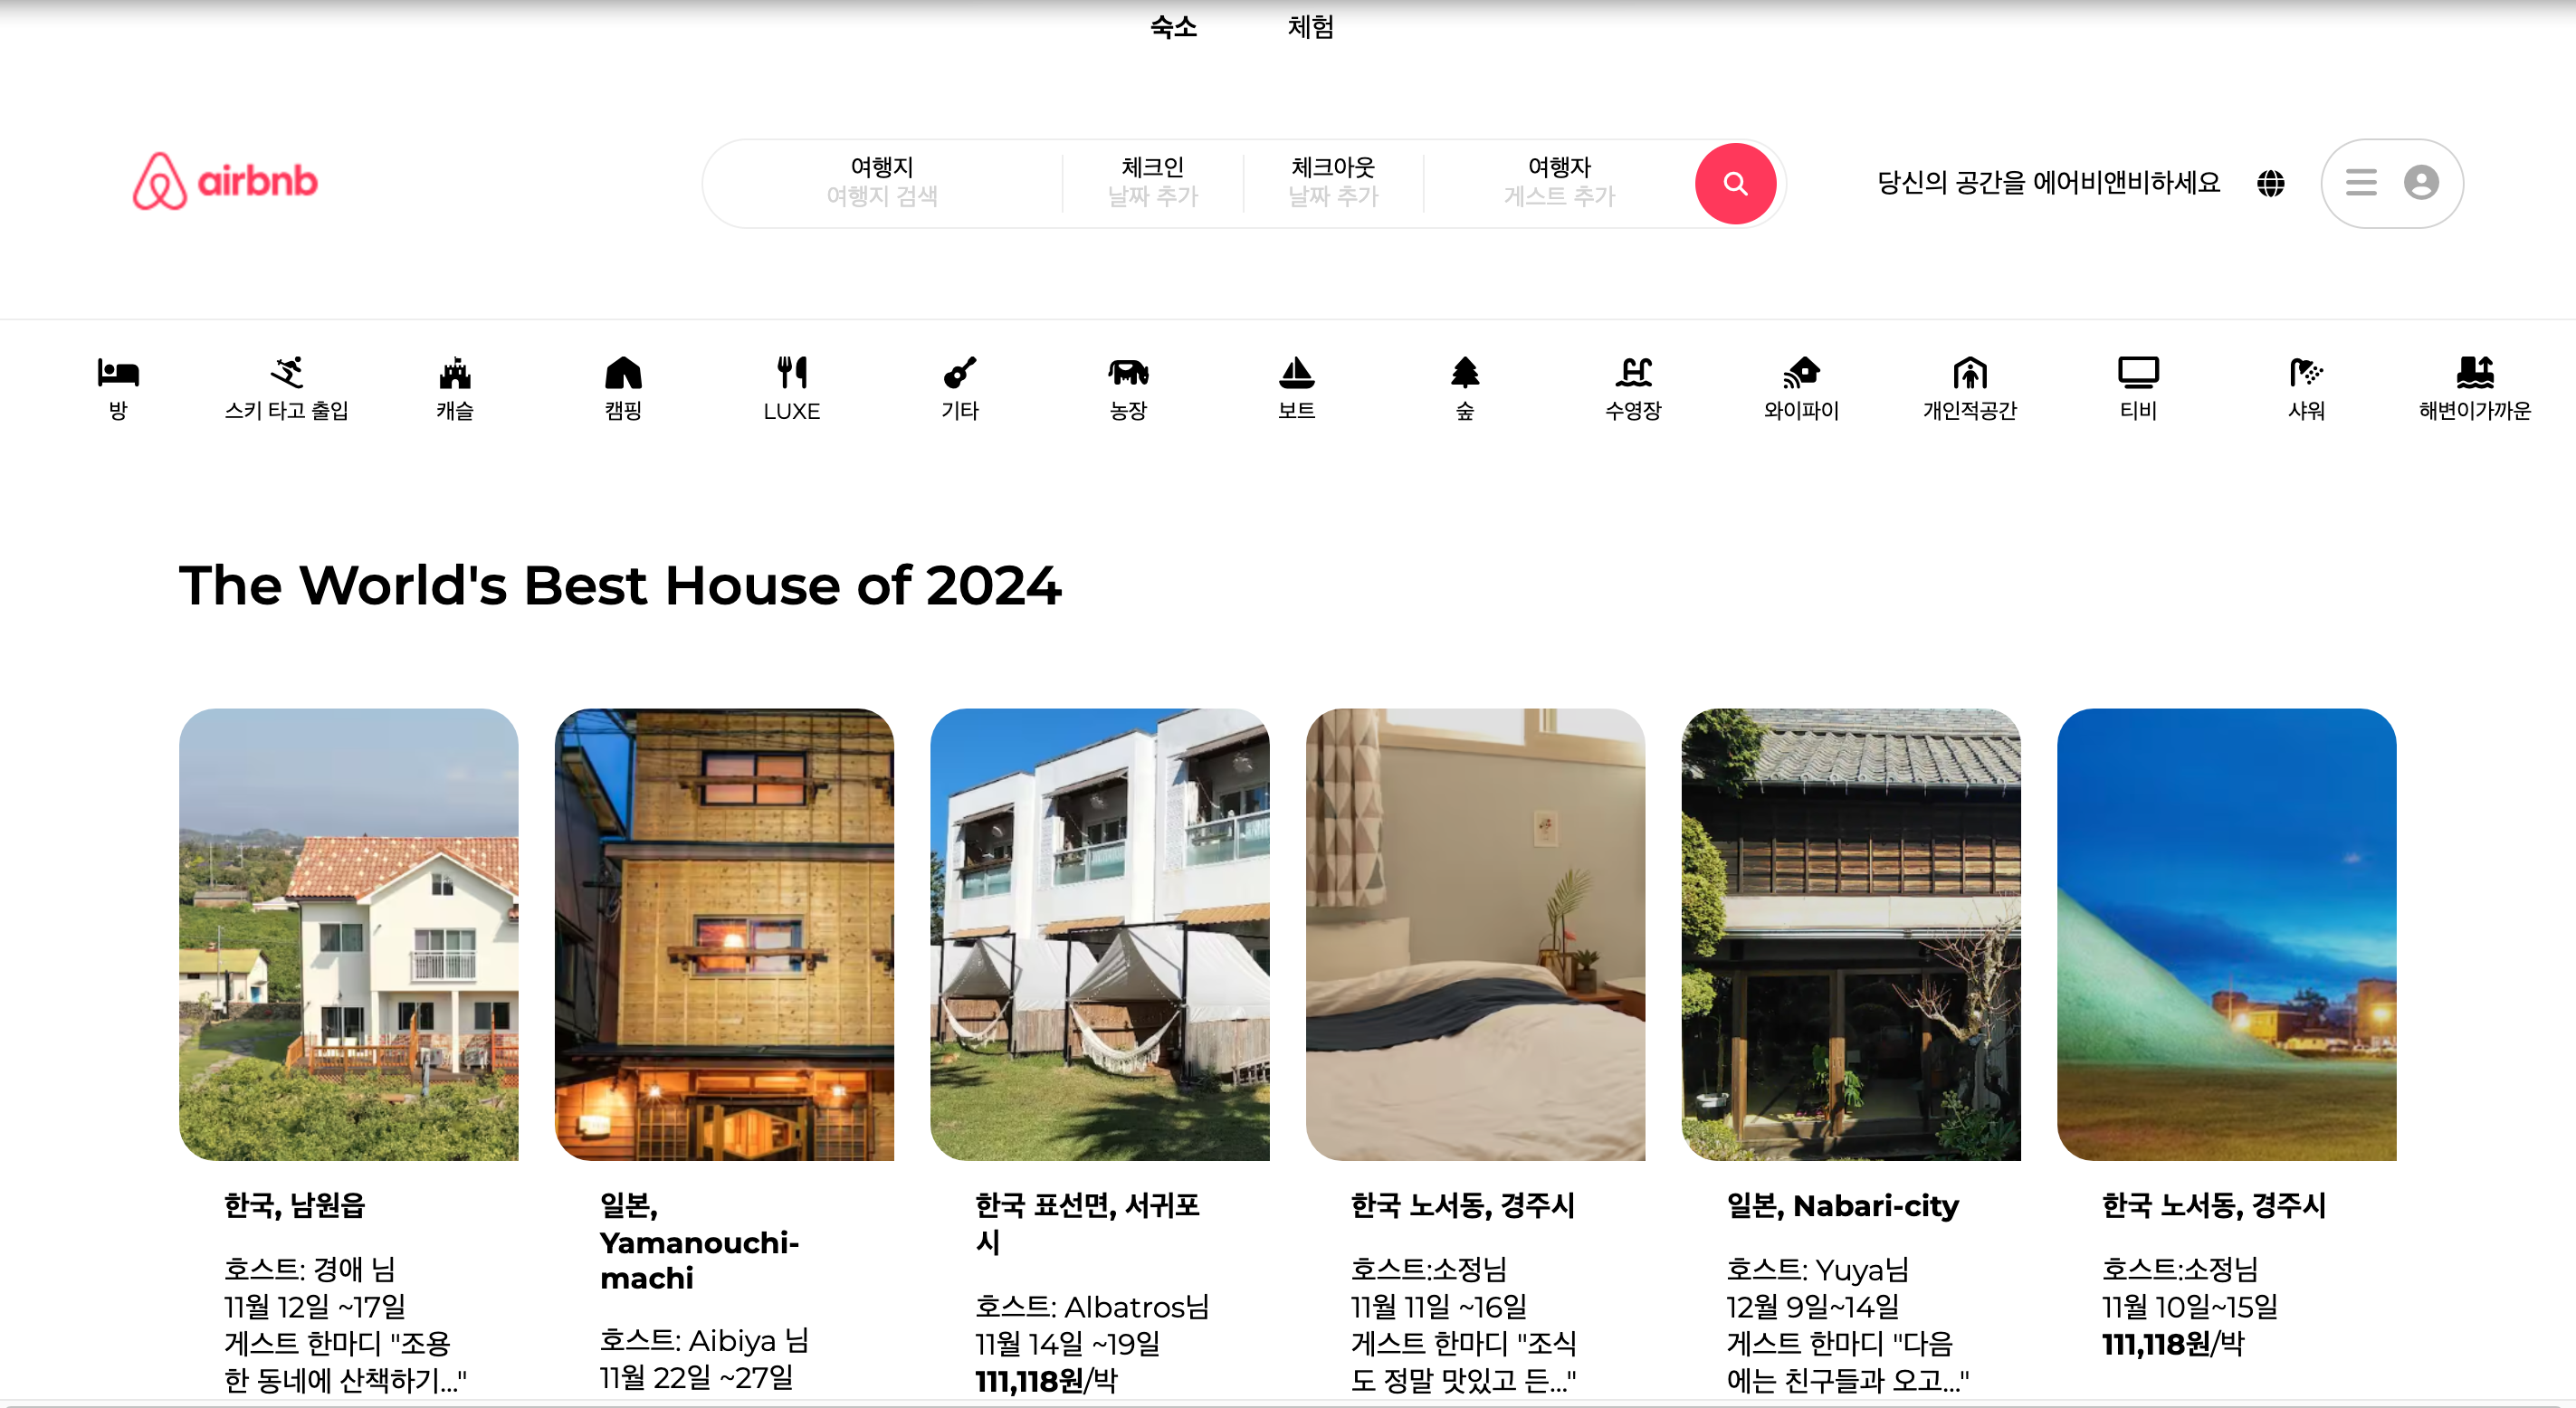 숙소 체험
airbnb
여행지 체크인 체크아웃 여행자
여행지 검색 날짜 추가 날짜 추가 게스트 추가
당신의 공간을 에어비앤비하세요
방 스키 타고 출입 캐슬 캠핑 LUXE 기타 농장 보트 숲 수영장 와이파이 개인적공간 티비 샤워 해변이가까운
The World's Best House of 2024
한국, 남원읍
호스트: 경애 님
11월 12일 ~17일
게스트 한마디 "조용
한 동네에 산책하기..."
일본,
Yamanouchi-
machi
호스트: Aibiya 님
11월 22일 ~27일
한국 표선면, 서귀포
시
호스트: Albatros님
11월 14일 ~19일
111,118원/박
한국 노서동, 경주시
호스트:소정님
11월 11일 ~16일
게스트 한마디 "조식
도 정말 맛있고 든..."
일본, Nabari-city
호스트: Yuya님
12월 9일~14일
게스트 한마디 "다음
에는 친구들과 오고..."
한국 노서동, 경주시
호스트:소정님
11월 10일~15일
111,118원/박